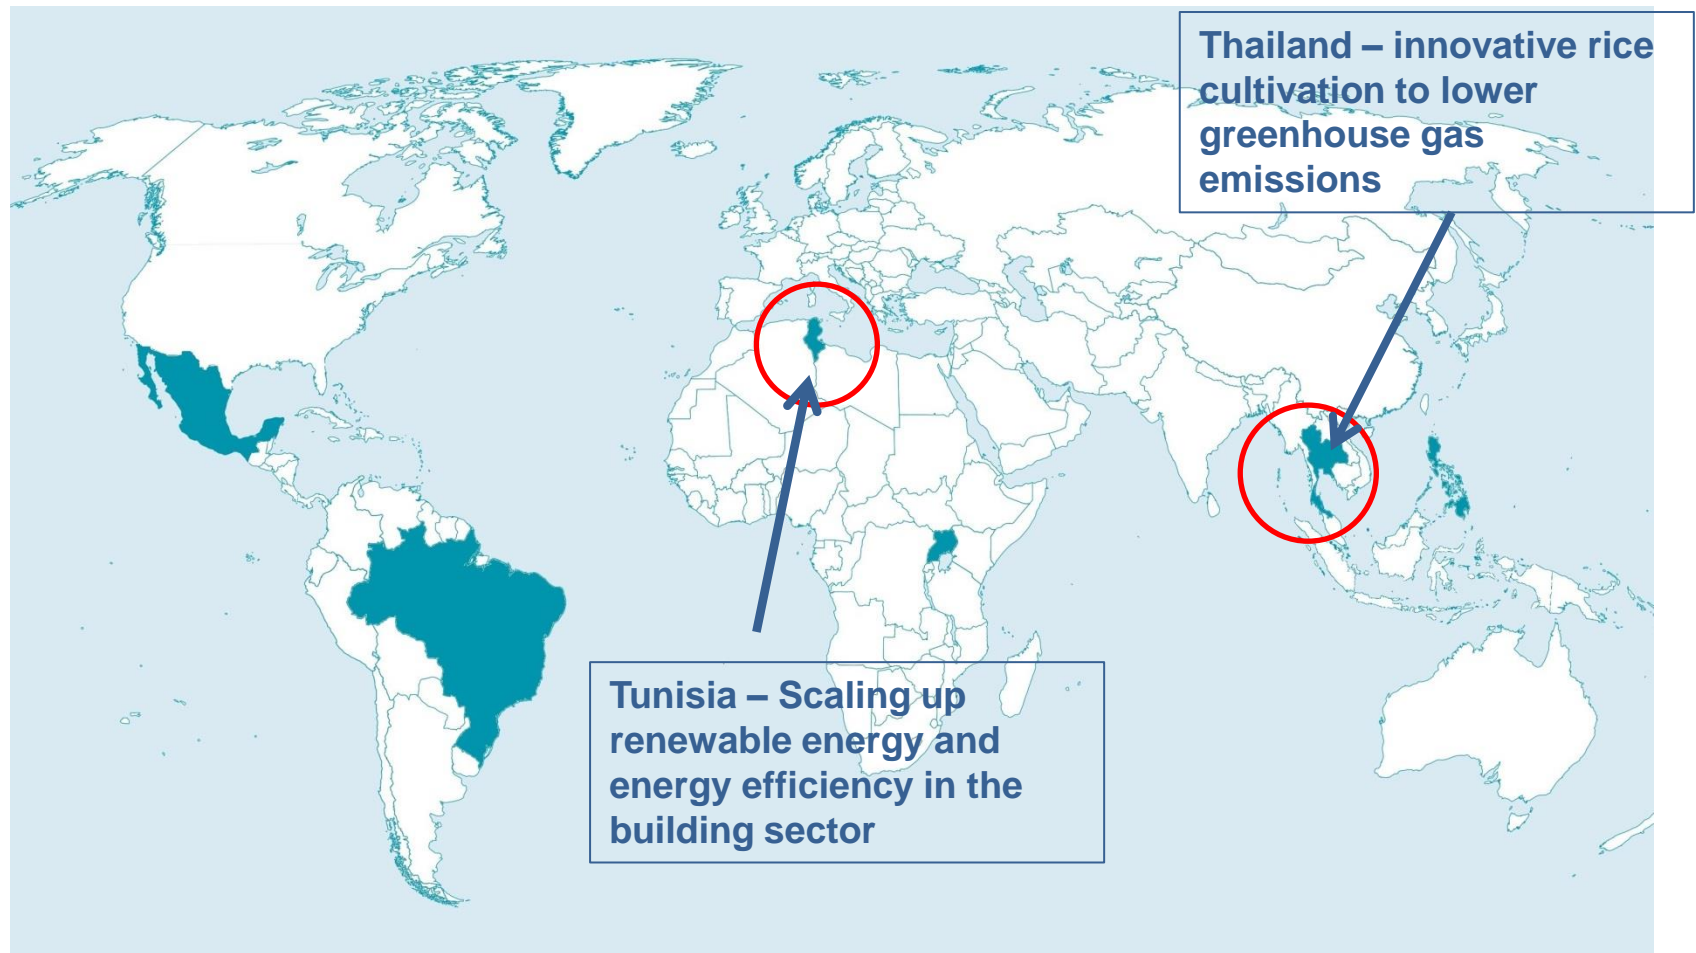 Thailand – innovative rice
cultivation to lower
greenhouse gas
emissions
Tunisia – Scaling up
renewable energy and
energy efficiency in the
building sector